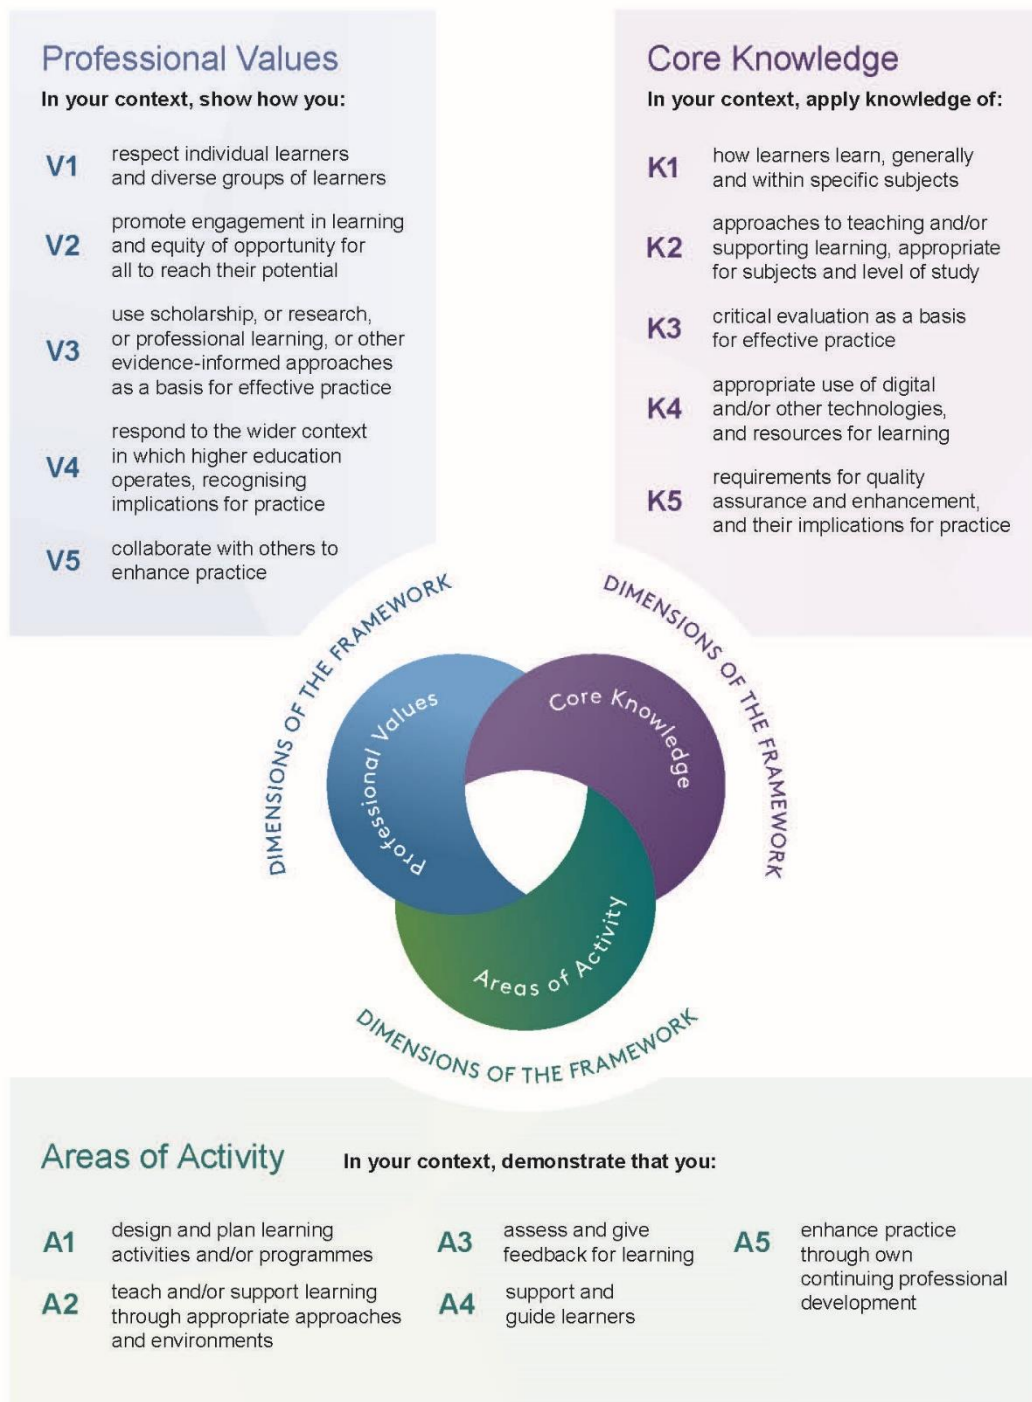 Professional Values
In your context, show how you:
V1 respect individual learners
and diverse groups of learners
V2 promote engagement in learning
and equity of opportunity for
all to reach their potential
V3 use scholarship, or research,
or professional learning, or other
evidence-informed approaches
as a basis for effective practice
V4 respond to the wider context
in which higher education
operates, recognising
implications for practice
V5 collaborate with others to
enhance practice
Core Knowledge
In your context, apply knowledge of:
K1 how learners learn, generally
and within specific subjects
K2 approaches to teaching and/or
supporting learning, appropriate
for subjects and level of study
K3 critical evaluation as a basis
for effective practice
K4 appropriate use of digital
and/or other technologies,
and resources for learning
K5 requirements for quality
assurance and enhancement,
and their implications for practice
DIMENSIONS OF THE FRAMEWORK
DIMENSIONS OF THE FRAMEWORK
Professional Values
Core Knowledge
Areas of Activity
DIMENSIONS OF THE FRAMEWORK
Areas of Activity
In your context, demonstrate that you:
A1 design and plan learning
activities and/or programmes
A2 teach and/or support learning
through appropriate approaches
and environments
A3 assess and give
feedback for learning
A4 support and
guide learners
A5 enhance practice
through own
continuing professional
development